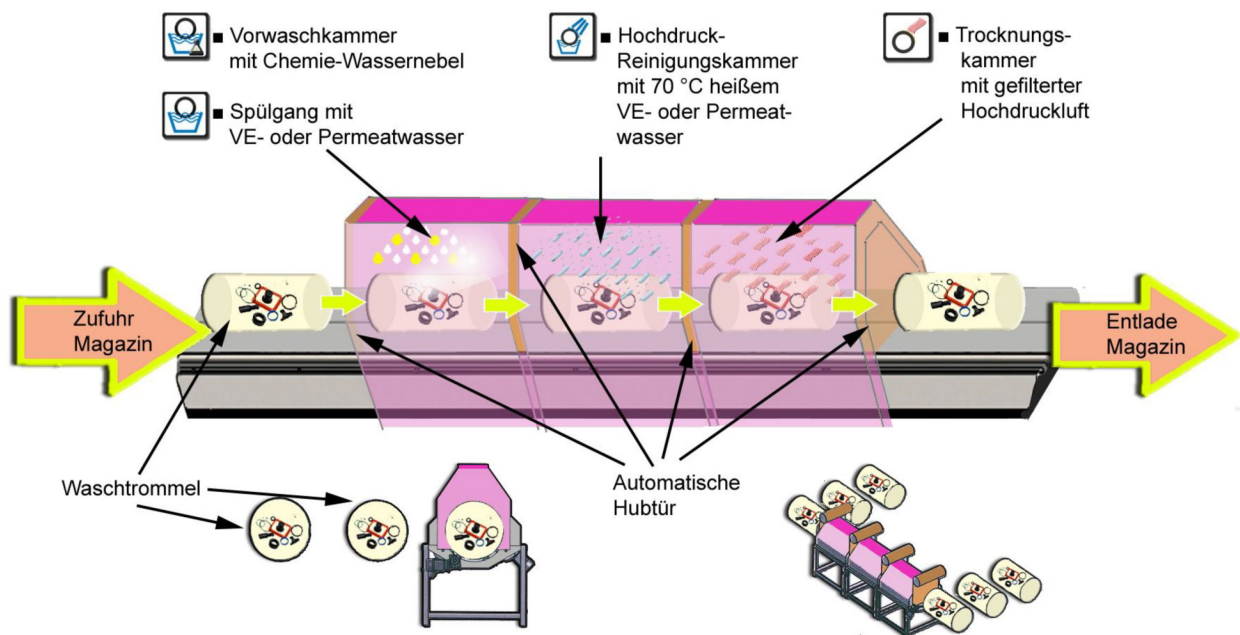 ■ Vorwaschkammer
mit Chemie-Wassernebel
■ Spülgang mit
VE- oder Permeatwasser
■ Hochdruck-
Reinigungskammer
mit 70 °C heißem
VE- oder Permeat-
wasser
■ Trocknungs-
kammer
mit gefilterter
Hochdruckluft
Zufuhr
Magazin
Entlade
Magazin
Waschtrommel
Automatische
Hubtür